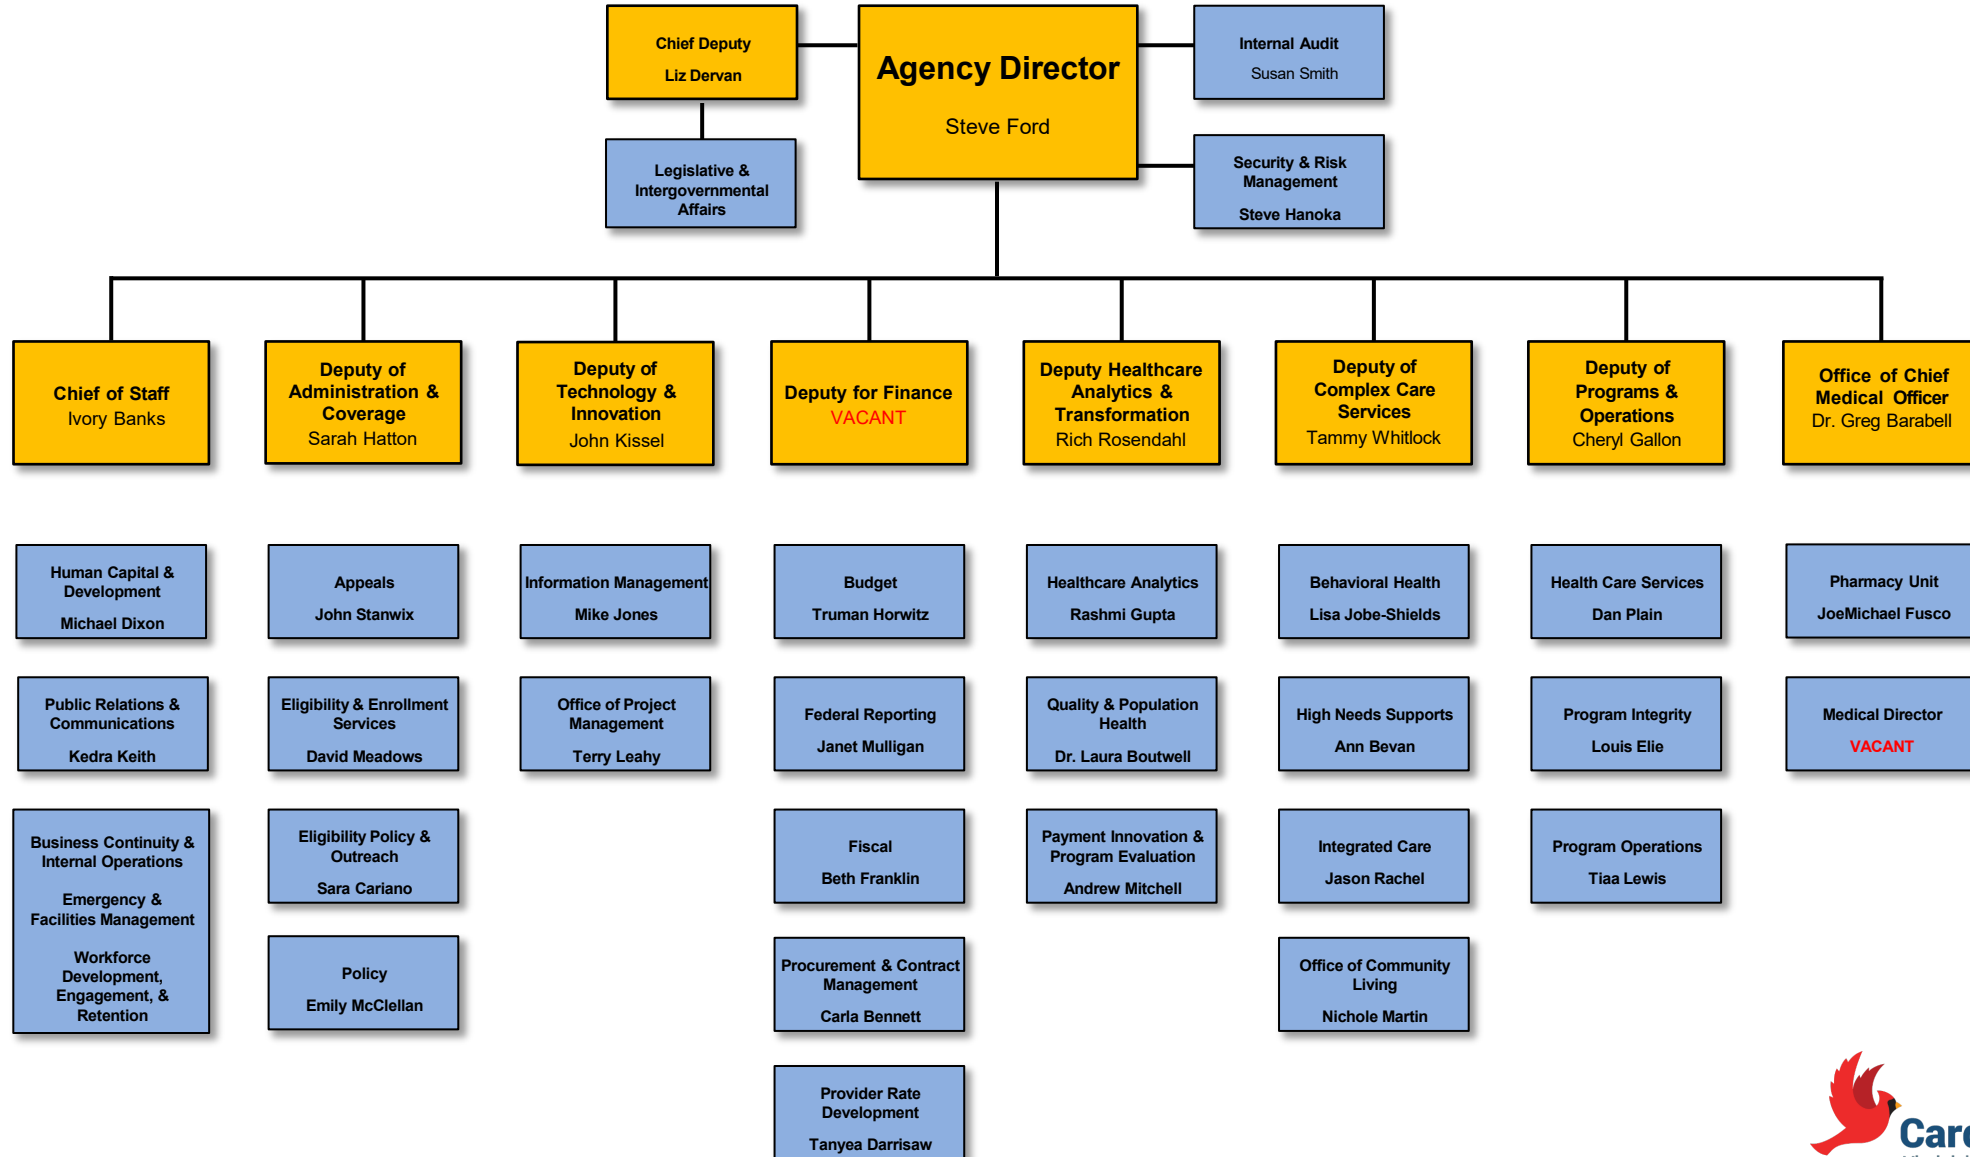 Chief Deputy
Liz Dervan
Agency Director
Steve Ford
Internal Audit
Susan Smith
Legislative &
Intergovernmental
Affairs
Security & Risk
Management
Steve Hanoka
Chief of Staff
Ivory Banks
Deputy of
Administration &
Coverage
Sarah Hatton
Deputy of
Technology &
Innovation
John Kissel
Deputy for Finance
VACANT
Deputy Healthcare
Analytics &
Transformation
Rich Rosendahl
Deputy of
Complex Care
Services
Tammy Whitlock
Deputy of
Programs &
Operations
Cheryl Gallon
Office of Chief
Medical Officer
Dr. Greg Barabell
Human Capital &
Development
Michael Dixon
Appeals
John Stanwix
Information Management
Mike Jones
Budget
Truman Horwitz
Healthcare Analytics
Rashmi Gupta
Behavioral Health
Lisa Jobe-Shields
Health Care Services
Dan Plain
Pharmacy Unit
JoeMichael Fusco
Public Relations &
Communications
Kedra Keith
Eligibility & Enrollment
Services
David Meadows
Office of Project
Management
Terry Leahy
Federal Reporting
Janet Mulligan
Quality & Population
Health
Dr. Laura Boutwell
High Needs Supports
Ann Bevan
Program Integrity
Louis Elie
Medical Director
VACANT
Business Continuity &
Internal Operations
Emergency &
Facilities Management
Workforce
Development,
Engagement, &
Retention
Eligibility Policy &
Outreach
Sara Cariano
Fiscal
Beth Franklin
Payment Innovation &
Program Evaluation
Andrew Mitchell
Integrated Care
Jason Rachel
Program Operations
Tiaa Lewis
Policy
Emily McClellan
Procurement & Contract
Management
Carla Bennett
Office of Community
Living
Nichole Martin
Provider Rate
Development
Tanyea Darrisaw